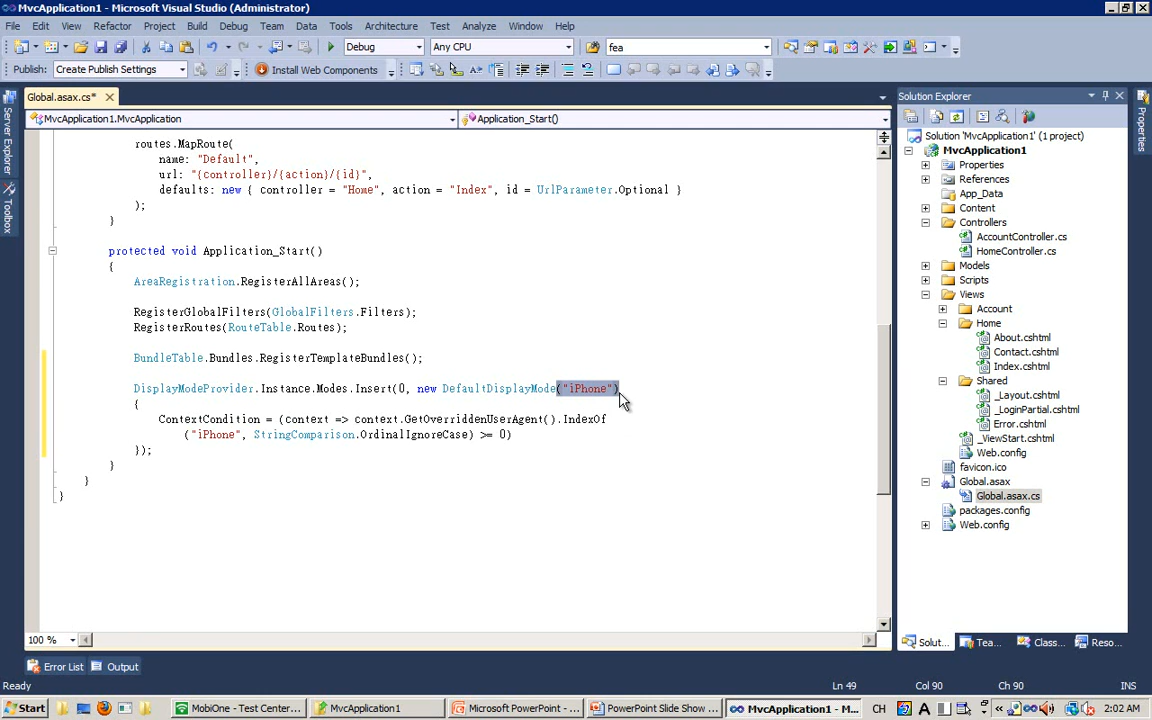 MvcApplication1 - Microsoft Visual Studio (Administrator)
File Edit View Refactor Project Build Debug Team Data Tools Architecture Test Analyze Window Help
Debug Any CPU fea
Publish: Create Publish Settings Install Web Components
Global.asax.cs*
MvcApplication1.MvcApplication Application_Start()
routes.MapRoute(
name: "Default",
url: "{controller}/{action}/{id}",
defaults: new { controller = "Home", action = "Index", id = UrlParameter.Optional }
);
}
protected void Application_Start()
{
AreaRegistration.RegisterAllAreas();
RegisterGlobalFilters(GlobalFilters.Filters);
RegisterRoutes(RouteTable.Routes);
BundleTable.Bundles.RegisterTemplateBundles();
DisplayModeProvider.Instance.Modes.Insert(0, new DefaultDisplayMode("iPhone")
{
ContextCondition = (context => context.GetOverriddenUserAgent().IndexOf
("iPhone", StringComparison.OrdinalIgnoreCase) >= 0)
});
}
}
}
100 %
Error List Output
Server Explorer
Toolbox
Solution Explorer
Solution 'MvcApplication1' (1 project)
MvcApplication1
Properties
References
App_Data
Content
Controllers
AccountController.cs
HomeController.cs
Models
Scripts
Views
Account
Home
About.cshtml
Contact.cshtml
Index.cshtml
Shared
_Layout.cshtml
_LoginPartial.cshtml
Error.cshtml
_ViewStart.cshtml
Web.config
favicon.ico
Global.asax
Global.asax.cs
packages.config
Web.config
Solut... Tea... Class... Reso...
Properties
Ready Ln 49 Col 90 Ch 90 INS
Start MobiOne - Test Center... MvcApplication1 Microsoft PowerPoint - ... PowerPoint Slide Show ... MvcApplication1 - M... CH A 2:02 AM